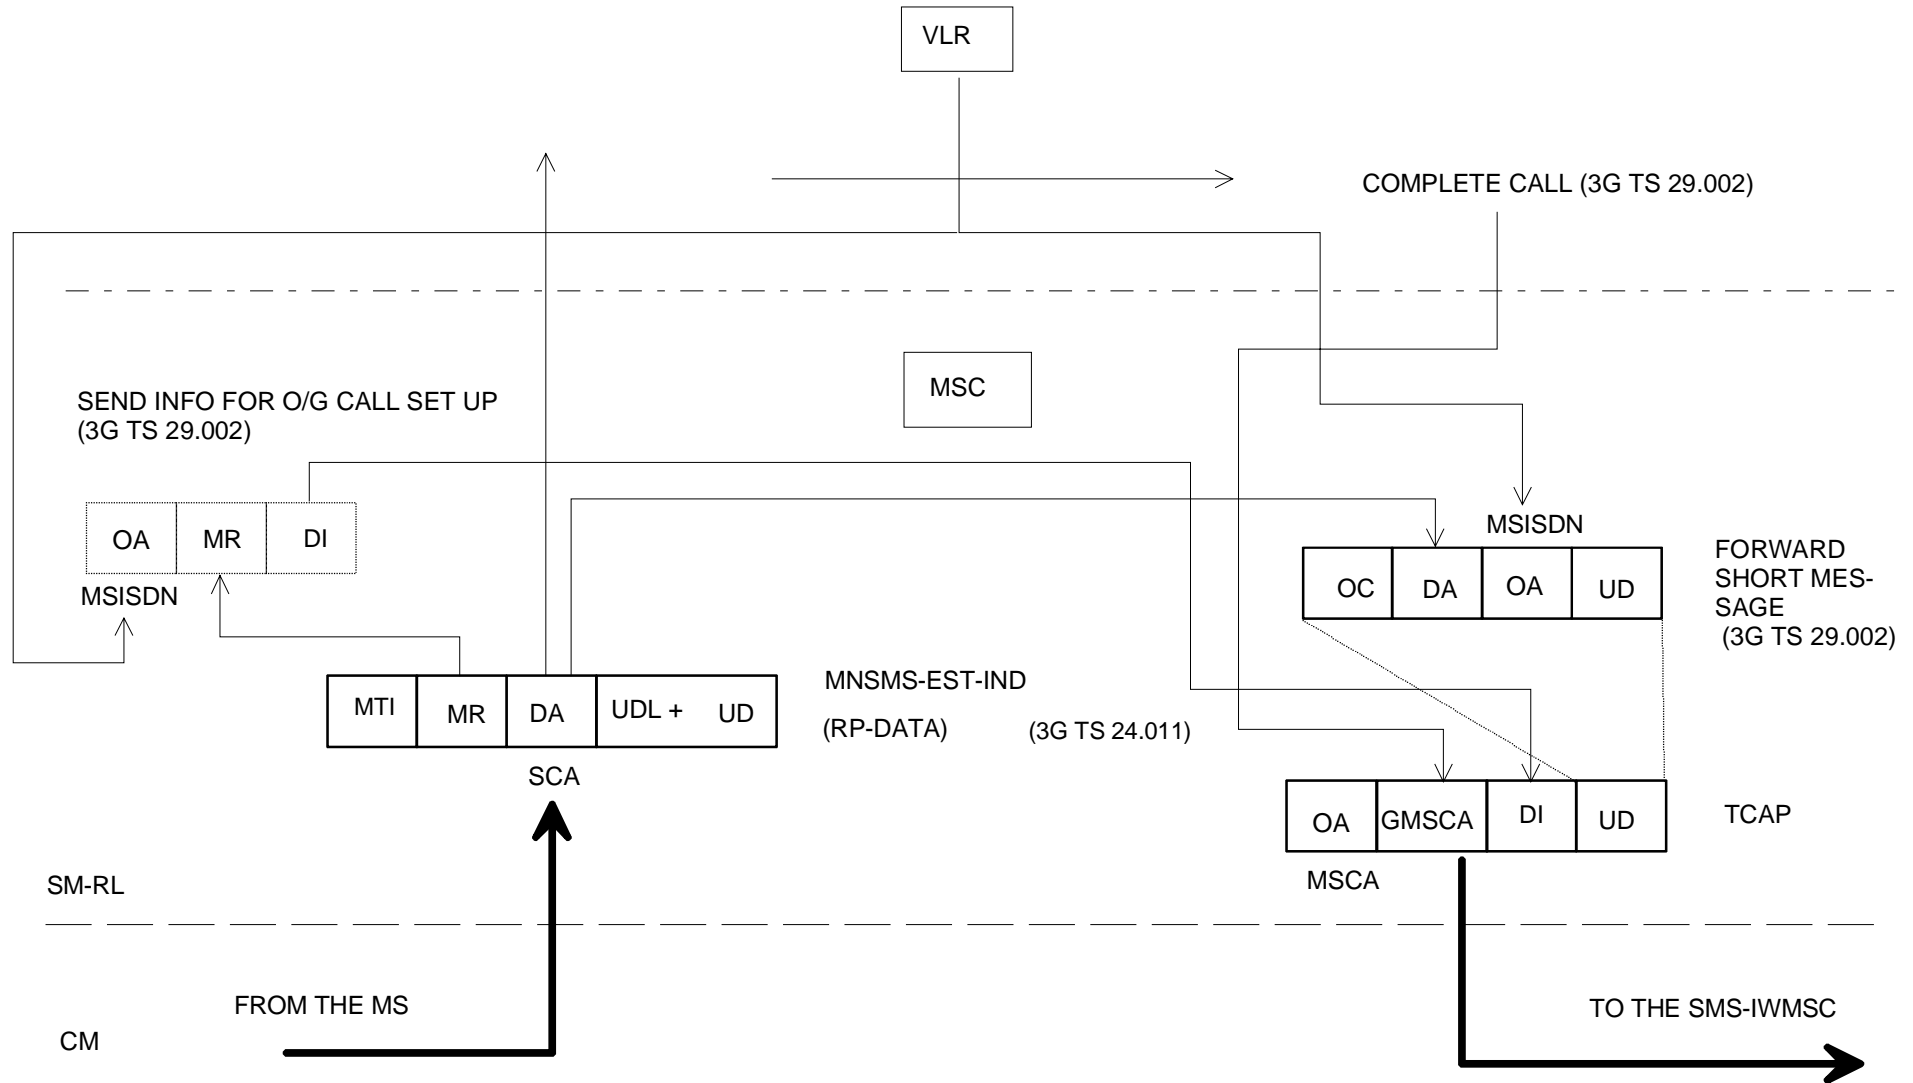 VLR
COMPLETE CALL (3G TS 29.002)
MSC
SEND INFO FOR O/G CALL SET UP
(3G TS 29.002)
OA MR DI
MSISDN
MSISDN
OC DA OA UD
FORWARD
SHORT MES-
SAGE
(3G TS 29.002)
MTI MR DA UDL + UD
MNSMS-EST-IND
(RP-DATA) (3G TS 24.011)
SCA
OA GMSCA DI UD
TCAP
MSCA
SM-RL
FROM THE MS
TO THE SMS-IWMSC
CM